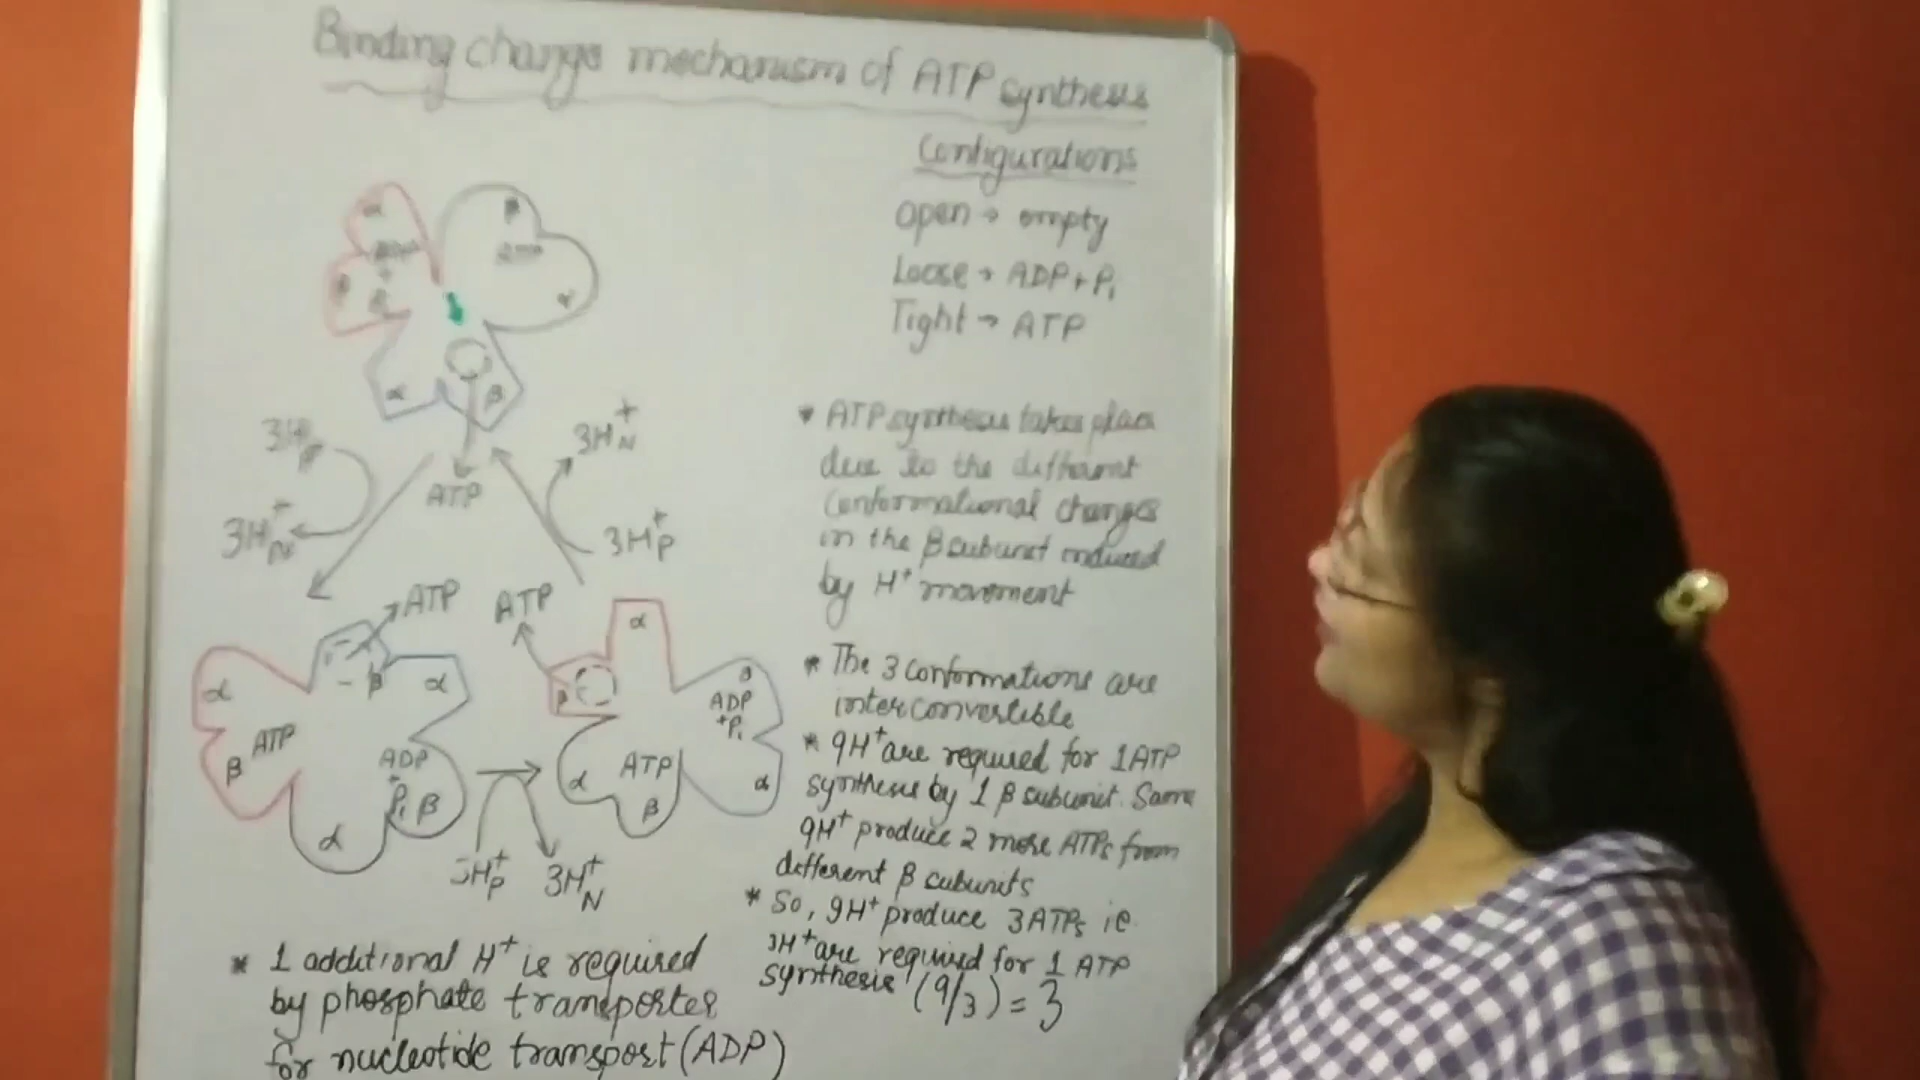 Binding change mechanism of ATP synthesis
Configurations
Open → empty
Loose → ADP + Pi
Tight → ATP
α
β
β
α
β
3H+P
3H+N
3H+N
ATP
3H+N
3H+P
* ATP synthesis takes place
due to the different
conformational changes
in the β subunit induced
by H+ movement
ATP
ATP
α
α
β
α
β
ATP
β
ADP
+
Pi
β
α
β
ADP
+Pi
α
ATP
β
α
* The 3 conformations are
interconvertible
* 9H+ are required for 1ATP
synthesis by 1 β subunit. Same
9H+ produce 2 more ATPs from
different β subunits
* So, 9H+ produce 3ATPs ie.
3H+ are required for 1 ATP
synthesis (9/3) = 3
3H+P
3H+N
* 1 additional H+ is required
by phosphate transporter
for nucleotide transport (ADP)